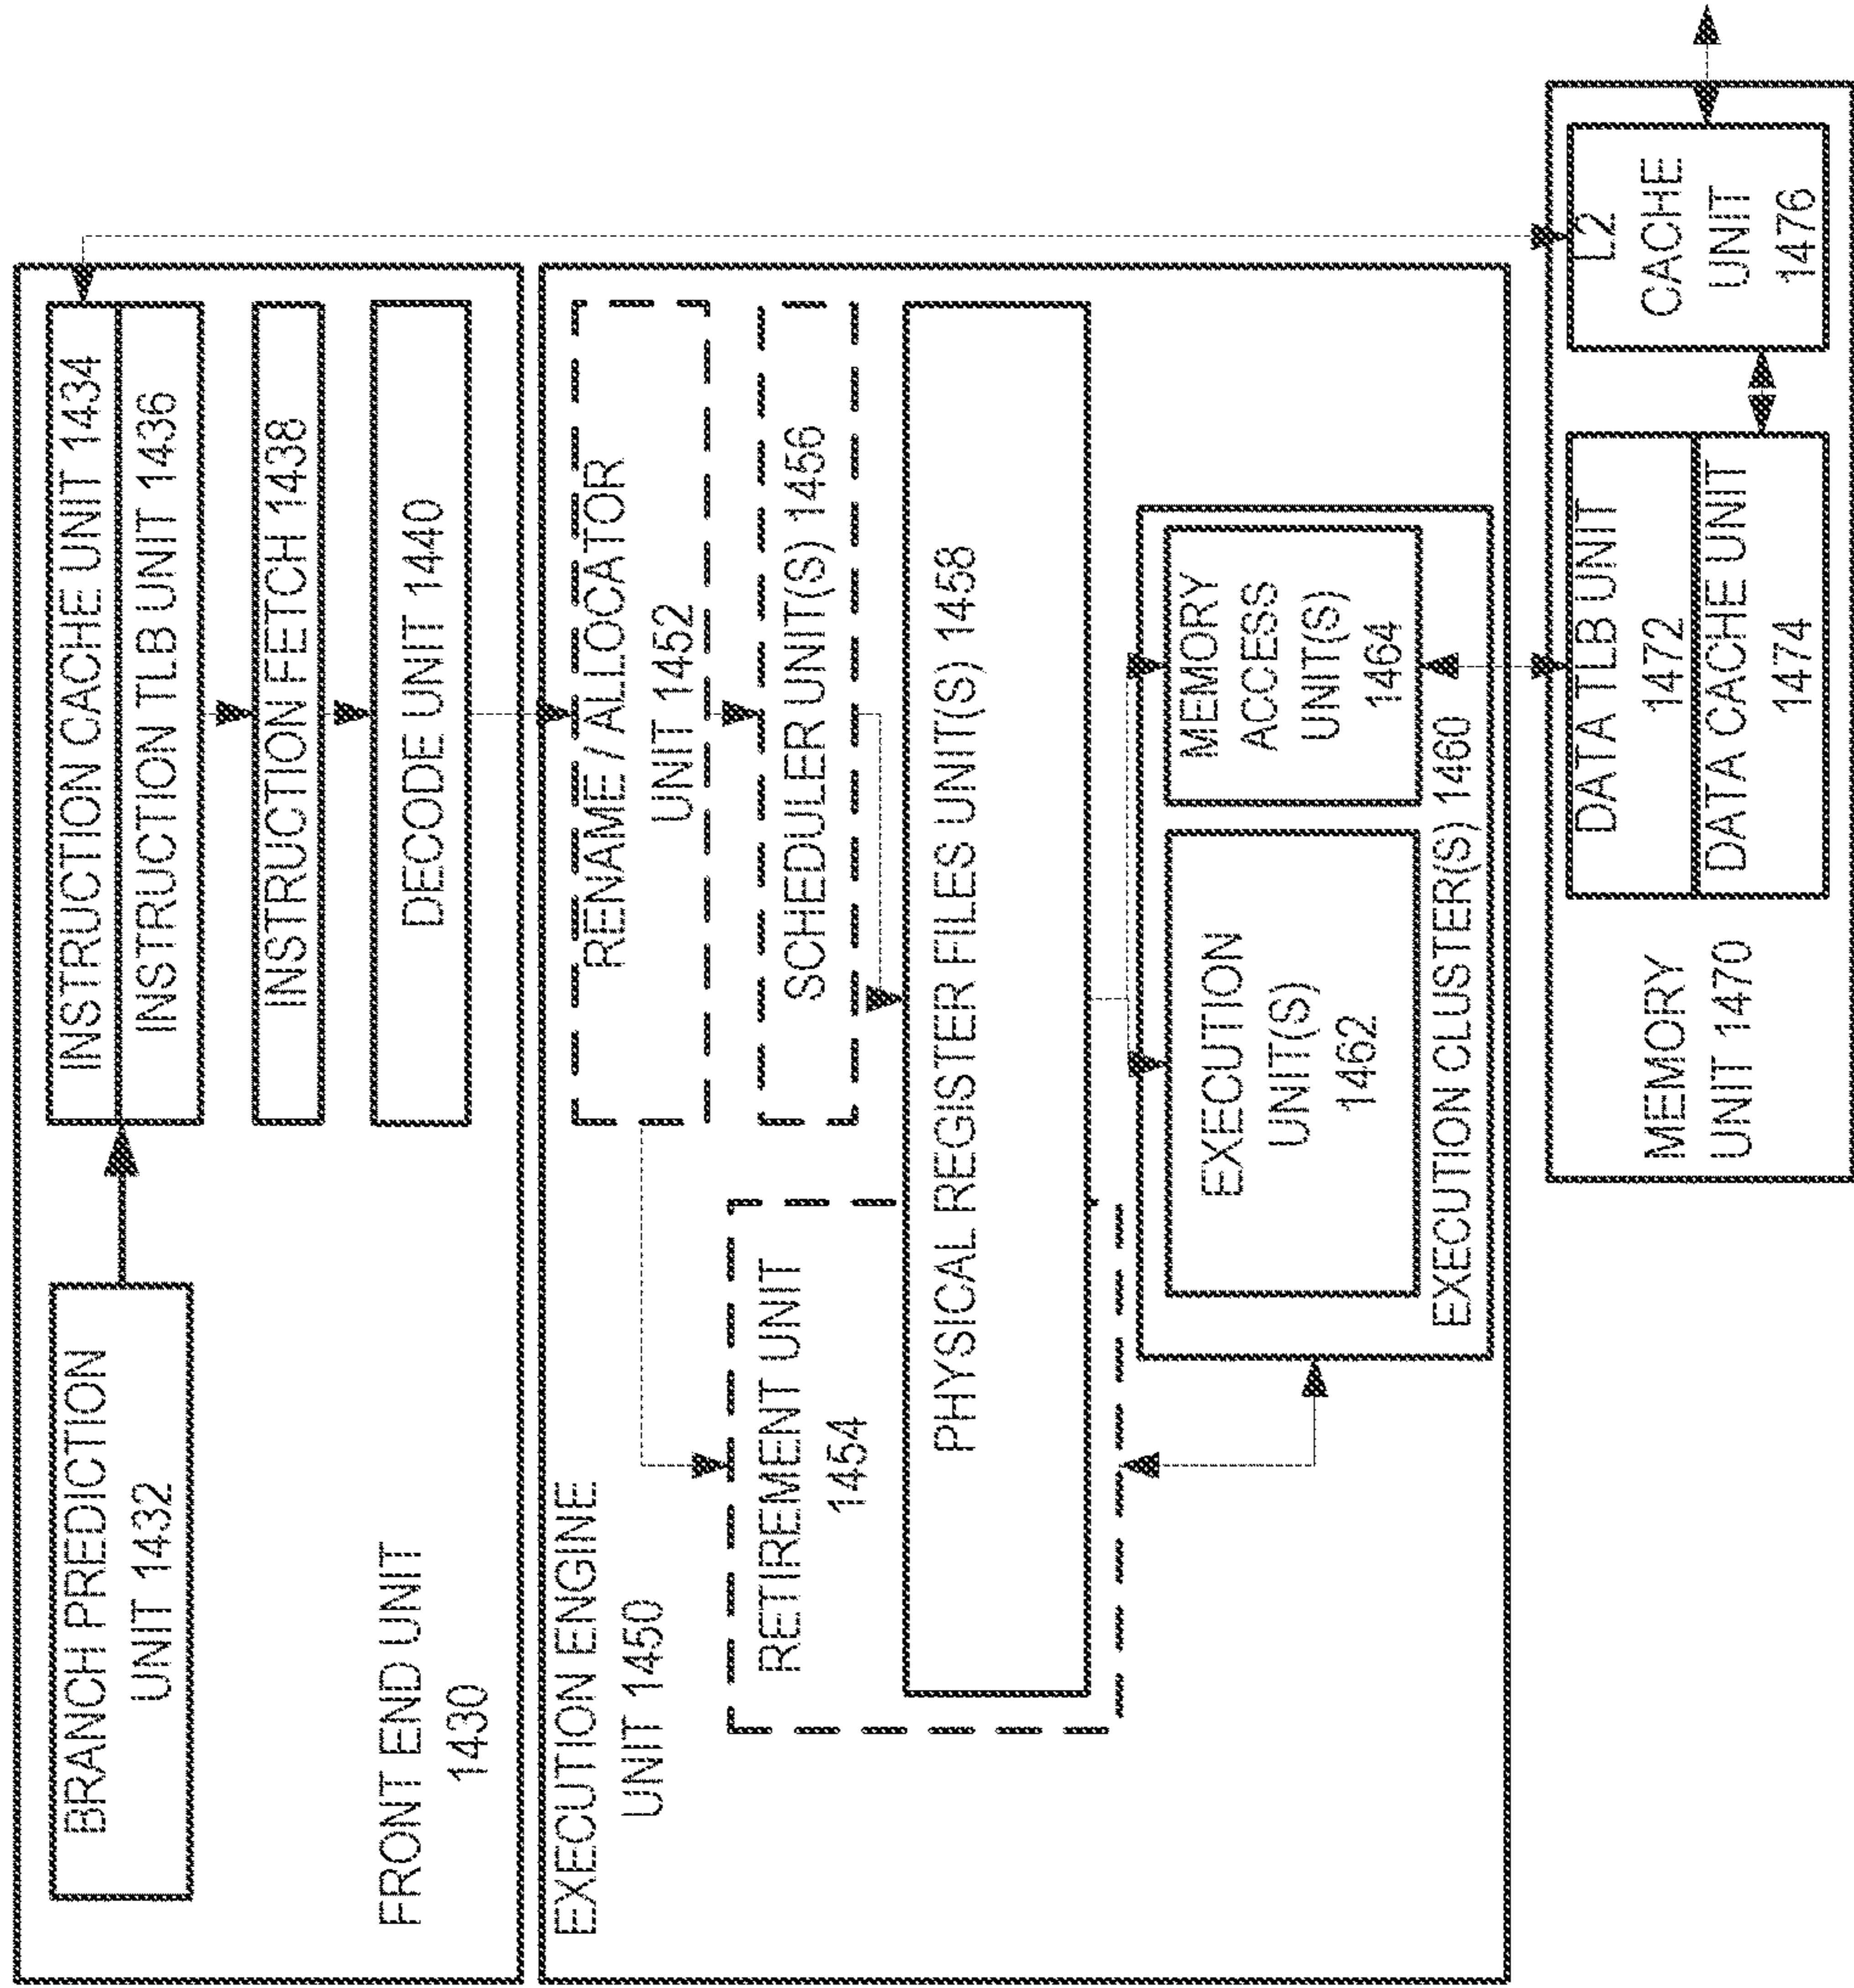 BRANCH PREDICTION
UNIT 1432
INSTRUCTION CACHE UNIT 1434
INSTRUCTION TLB UNIT 1436
INSTRUCTION FETCH 1438
DECODE UNIT 1440
FRONT END UNIT
1430
EXECUTION ENGINE
UNIT 1450
RENAME / ALLOCATOR
UNIT 1452
RETIREMENT UNIT
1454
SCHEDULER UNIT(S) 1456
PHYSICAL REGISTER FILES UNIT(S) 1458
EXECUTION
UNIT(S)
1462
MEMORY
ACCESS
UNIT(S)
1464
EXECUTION CLUSTER(S) 1460
MEMORY
UNIT 1470
DATA TLB UNIT
1472
DATA CACHE UNIT
1474
L2
CACHE
UNIT
1476